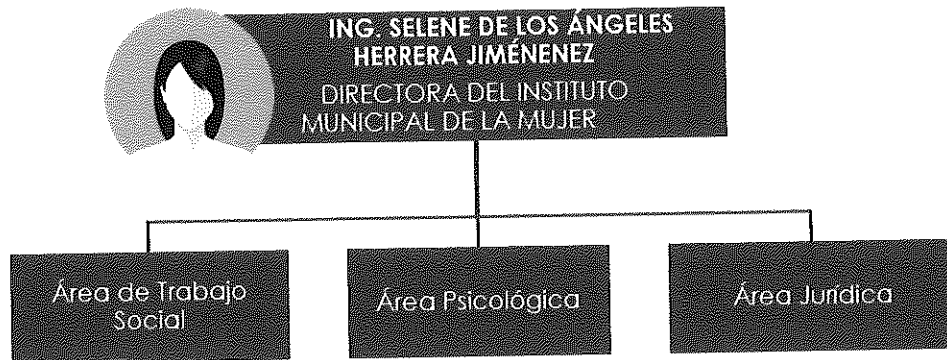 ING. SELENE DE LOS ÁNGELES
HERRERA JIMÉNENEZ
DIRECTORA DEL INSTITUTO
MUNICIPAL DE LA MUJER
Área de Trabajo
Social
Área Psicológica
Área Jurídica